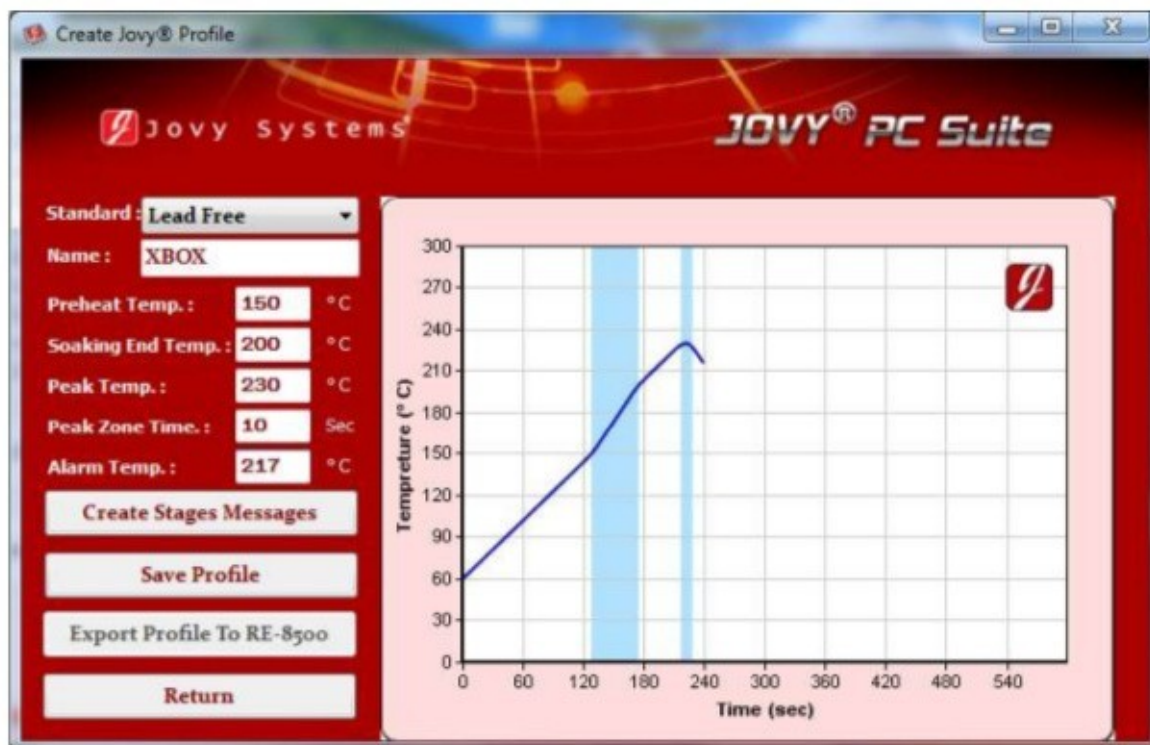 Create Jovy® Profile
Jovy Systems
JOVY® PC Suite
Standard : Lead Free
Name : XBOX
Preheat Temp. : 150 °C
Soaking End Temp. : 200 °C
Peak Temp. : 230 °C
Peak Zone Time. : 10 Sec
Alarm Temp. : 217 °C
Create Stages Messages
Save Profile
Export Profile To RE-8500
Return
Tempreture (° C)
300
270
240
210
180
150
120
90
60
30
0
0 60 120 180 240 300 360 420 480 540
Time (sec)